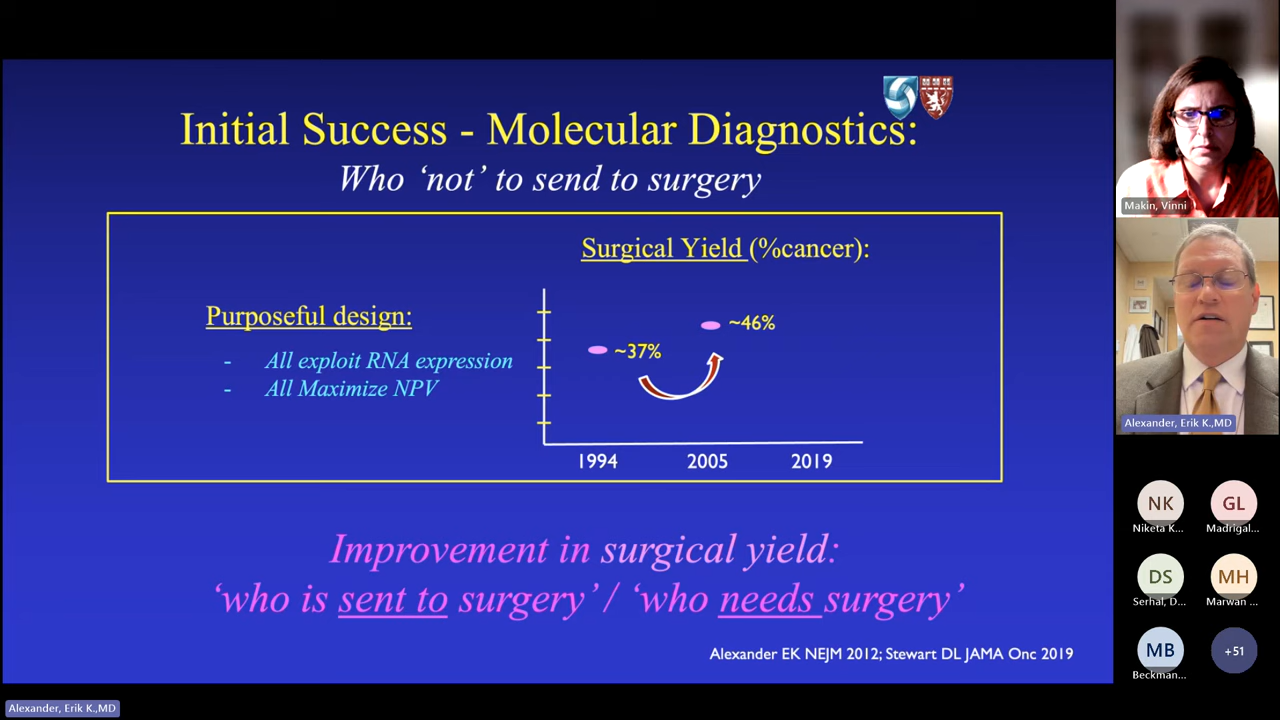 Initial Success - Molecular Diagnostics:
Who ‘not’ to send to surgery
Surgical Yield (%cancer):
Purposeful design:
- All exploit RNA expression
- All Maximize NPV
~37%
~46%
1994 2005 2019
Improvement in surgical yield:
‘who is sent to surgery’ / ‘who needs surgery’
Alexander EK NEJM 2012; Stewart DL JAMA Onc 2019
Alexander, Erik K.,MD
Makin, Vinni
Alexander, Erik K.,MD
NK
Niketa K...
GL
Madrigal...
DS
Serhal, D...
MH
Marwan ...
MB
Beckman...
+51